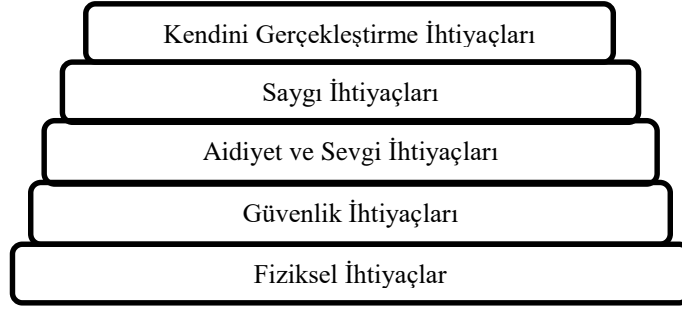 Kendini Gerçekleştirme İhtiyaçları
Saygı İhtiyaçları
Aidiyet ve Sevgi İhtiyaçları
Güvenlik İhtiyaçları
Fiziksel İhtiyaçlar